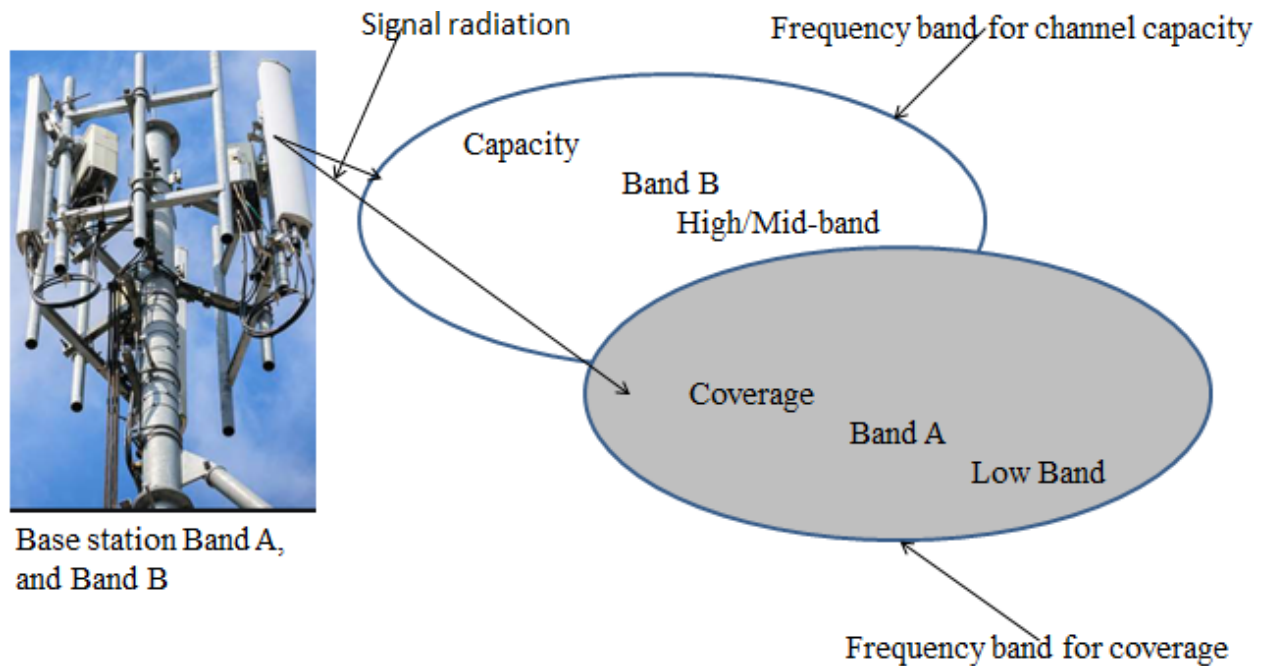 Signal radiation
Frequency band for channel capacity
Capacity
Band B
High/Mid-band
Coverage
Band A
Low Band
Base station Band A,
and Band B
Frequency band for coverage